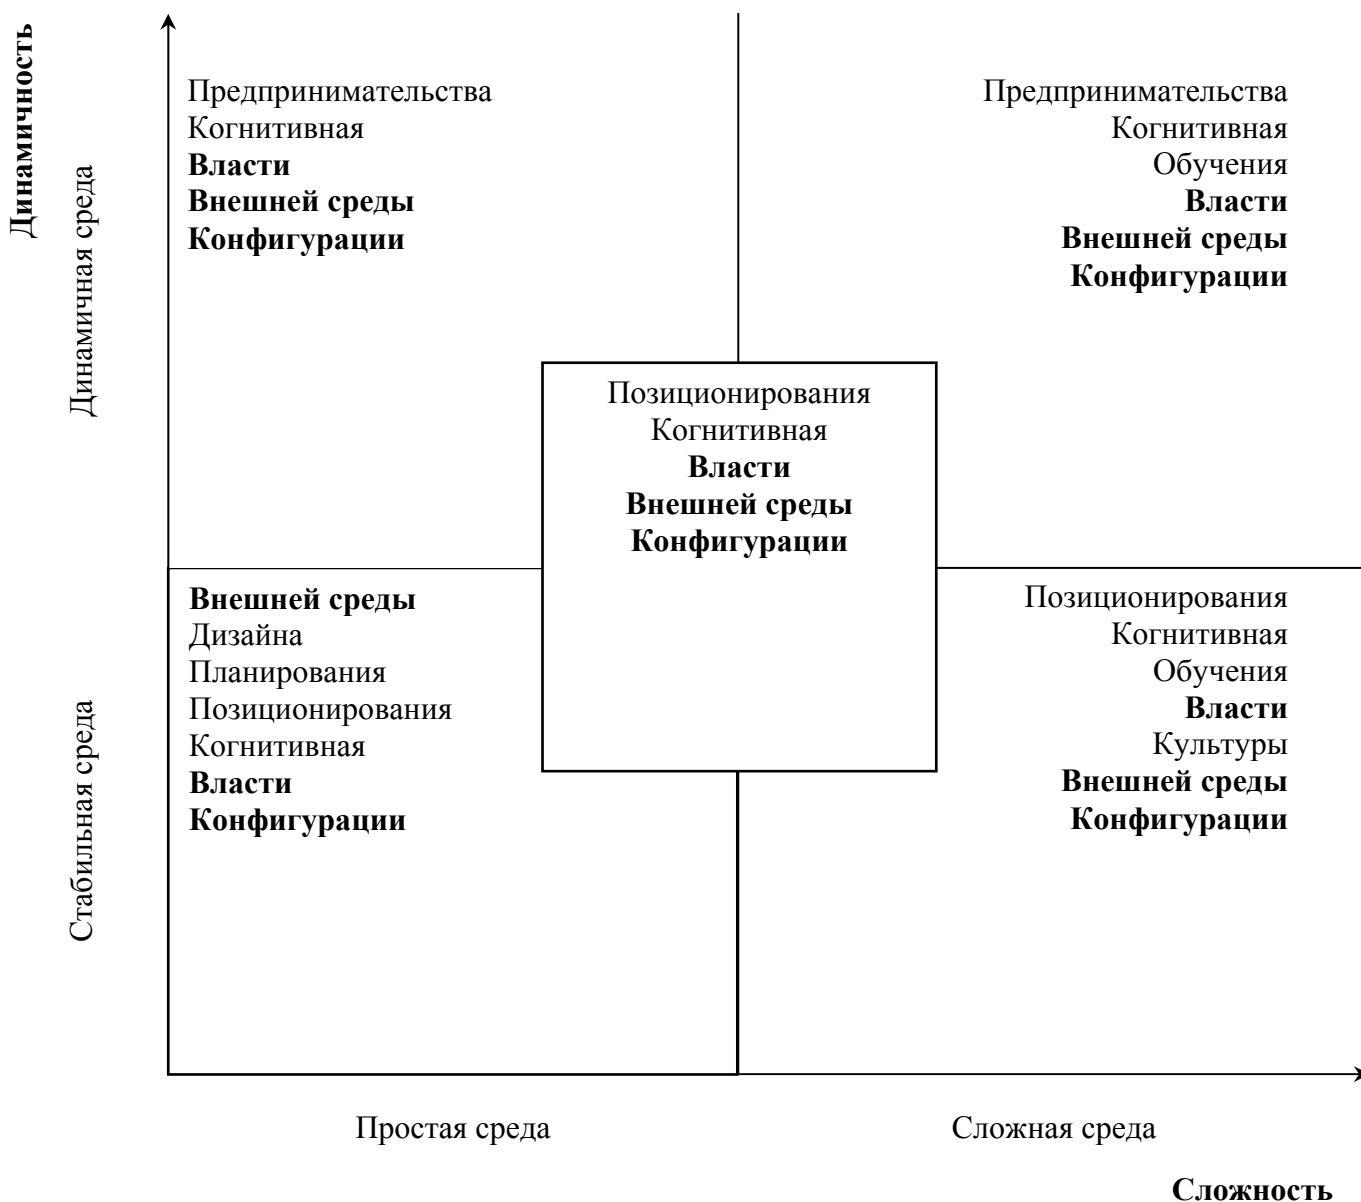 Динамичность
Динамичная среда
Стабильная среда
Предпринимательства
Когнитивная
Власти
Внешней среды
Конфигурации
Предпринимательства
Когнитивная
Обучения
Власти
Внешней среды
Конфигурации
Позиционирования
Когнитивная
Власти
Внешней среды
Конфигурации
Внешней среды
Дизайна
Планирования
Позиционирования
Когнитивная
Власти
Конфигурации
Позиционирования
Когнитивная
Обучения
Власти
Культуры
Внешней среды
Конфигурации
Простая среда
Сложная среда
Сложность